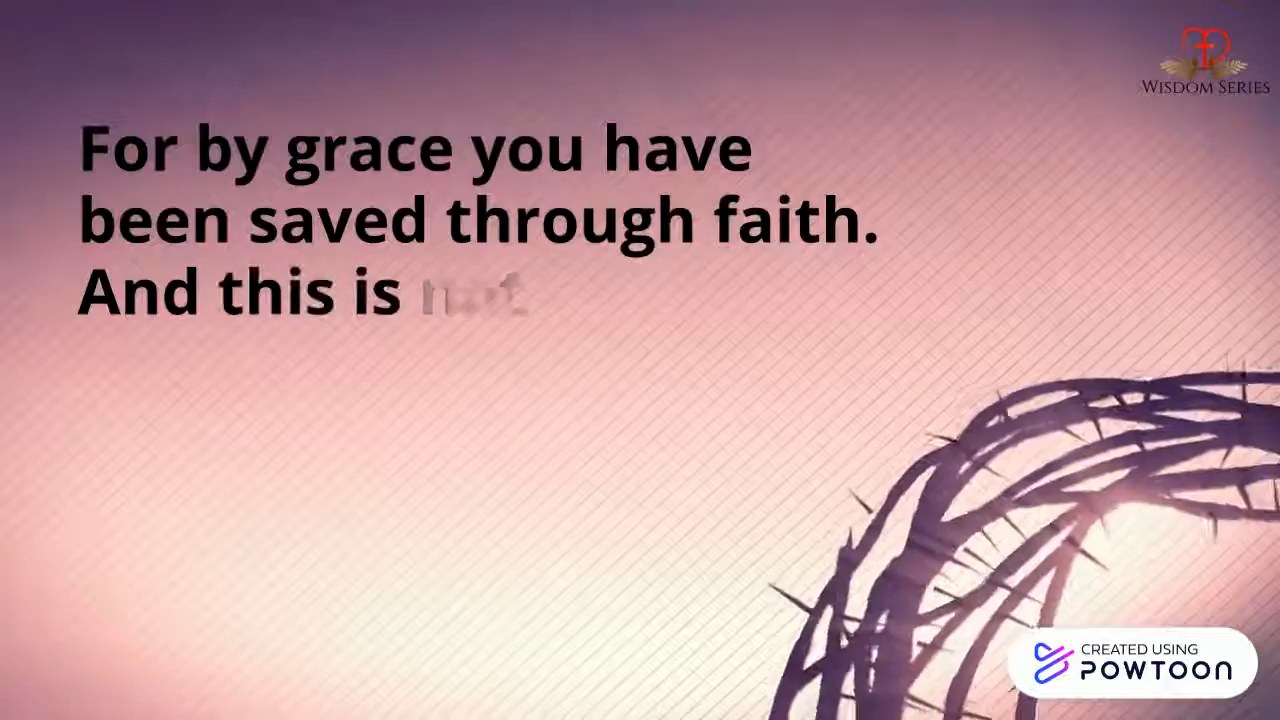 WISDOM SERIES
For by grace you have
been saved through faith.
And this is not
CREATED USING
POWTOON